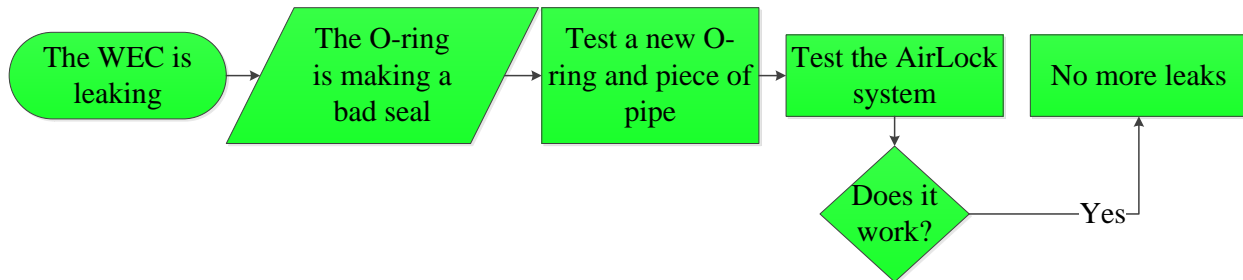 The WEC is
leaking
The O-ring
is making a
bad seal
Test a new O-
ring and piece of
pipe
Test the AirLock
system
No more leaks
Does it
work?
Yes